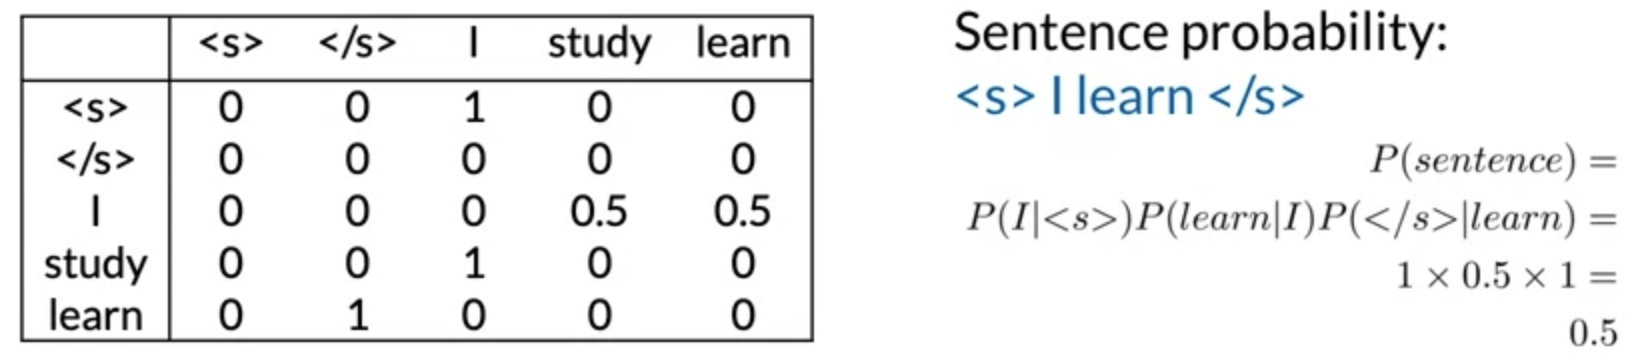 <s> </s> I study learn
<s> 0 0 1 0 0
</s> 0 0 0 0 0
I 0 0 0 0.5 0.5
study 0 0 1 0 0
learn 0 1 0 0 0
Sentence probability:
<s> I learn </s>
P(sentence) =
P(I|<s>)P(learn|I)P(</s>|learn) =
1 × 0.5 × 1 =
0.5